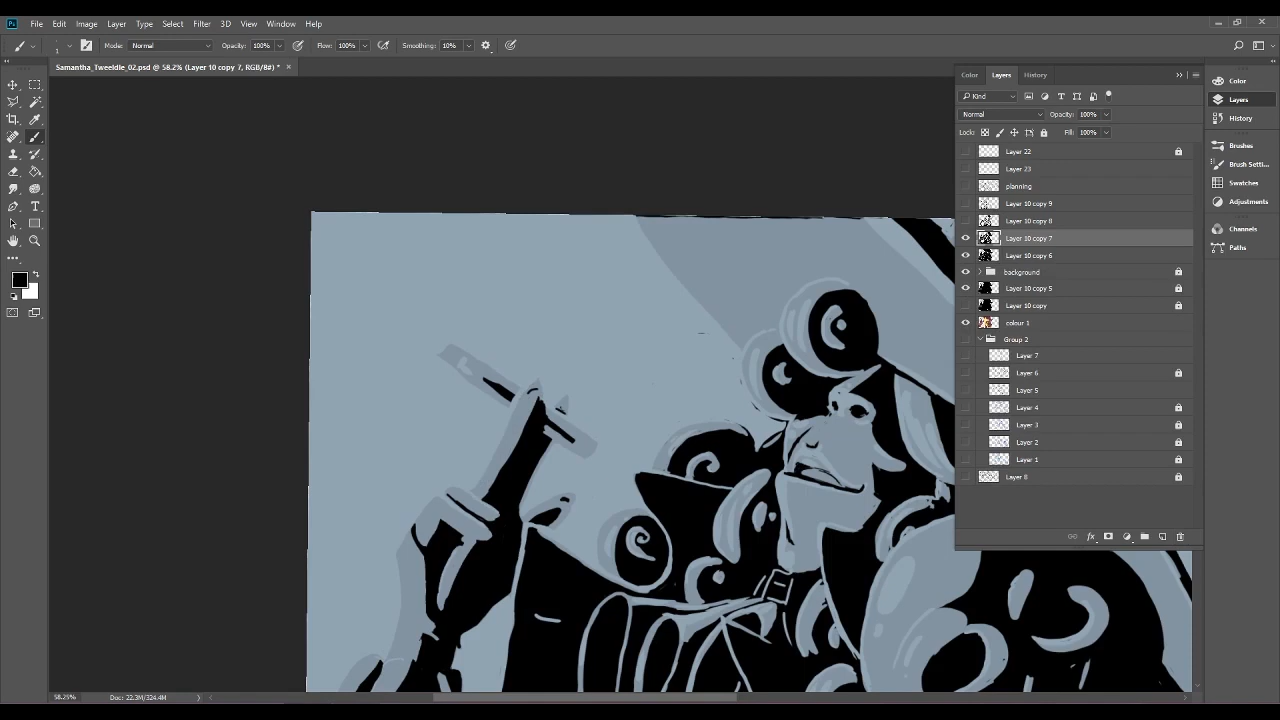 File Edit Image Layer Type Select Filter 3D View Window Help
1 Mode: Normal Opacity: 100% Flow: 100% Smoothing: 10%
Samantha_Tweeldle_02.psd @ 58.2% (Layer 10 copy 7, RGB/8#) *
Color Layers History
Kind
Normal Opacity: 100%
Lock: Fill: 100%
Layer 22
Layer 23
planning
Layer 10 copy 9
Layer 10 copy 8
Layer 10 copy 7
Layer 10 copy 6
background
Layer 10 copy 5
Layer 10 copy
colour 1
Group 2
Layer 7
Layer 6
Layer 5
Layer 4
Layer 3
Layer 2
Layer 1
Layer 8
fx
Color
Layers
History
Brushes
Brush Setti...
Swatches
Adjustments
Channels
Paths
58.25% Doc: 22.3M/324.4M